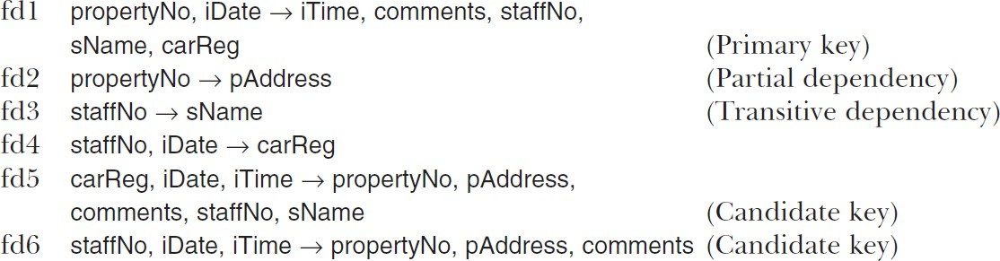 fd1 propertyNo, iDate → iTime, comments, staffNo,
sName, carReg (Primary key)
fd2 propertyNo → pAddress (Partial dependency)
fd3 staffNo → sName (Transitive dependency)
fd4 staffNo, iDate → carReg
fd5 carReg, iDate, iTime → propertyNo, pAddress,
comments, staffNo, sName (Candidate key)
fd6 staffNo, iDate, iTime → propertyNo, pAddress, comments (Candidate key)